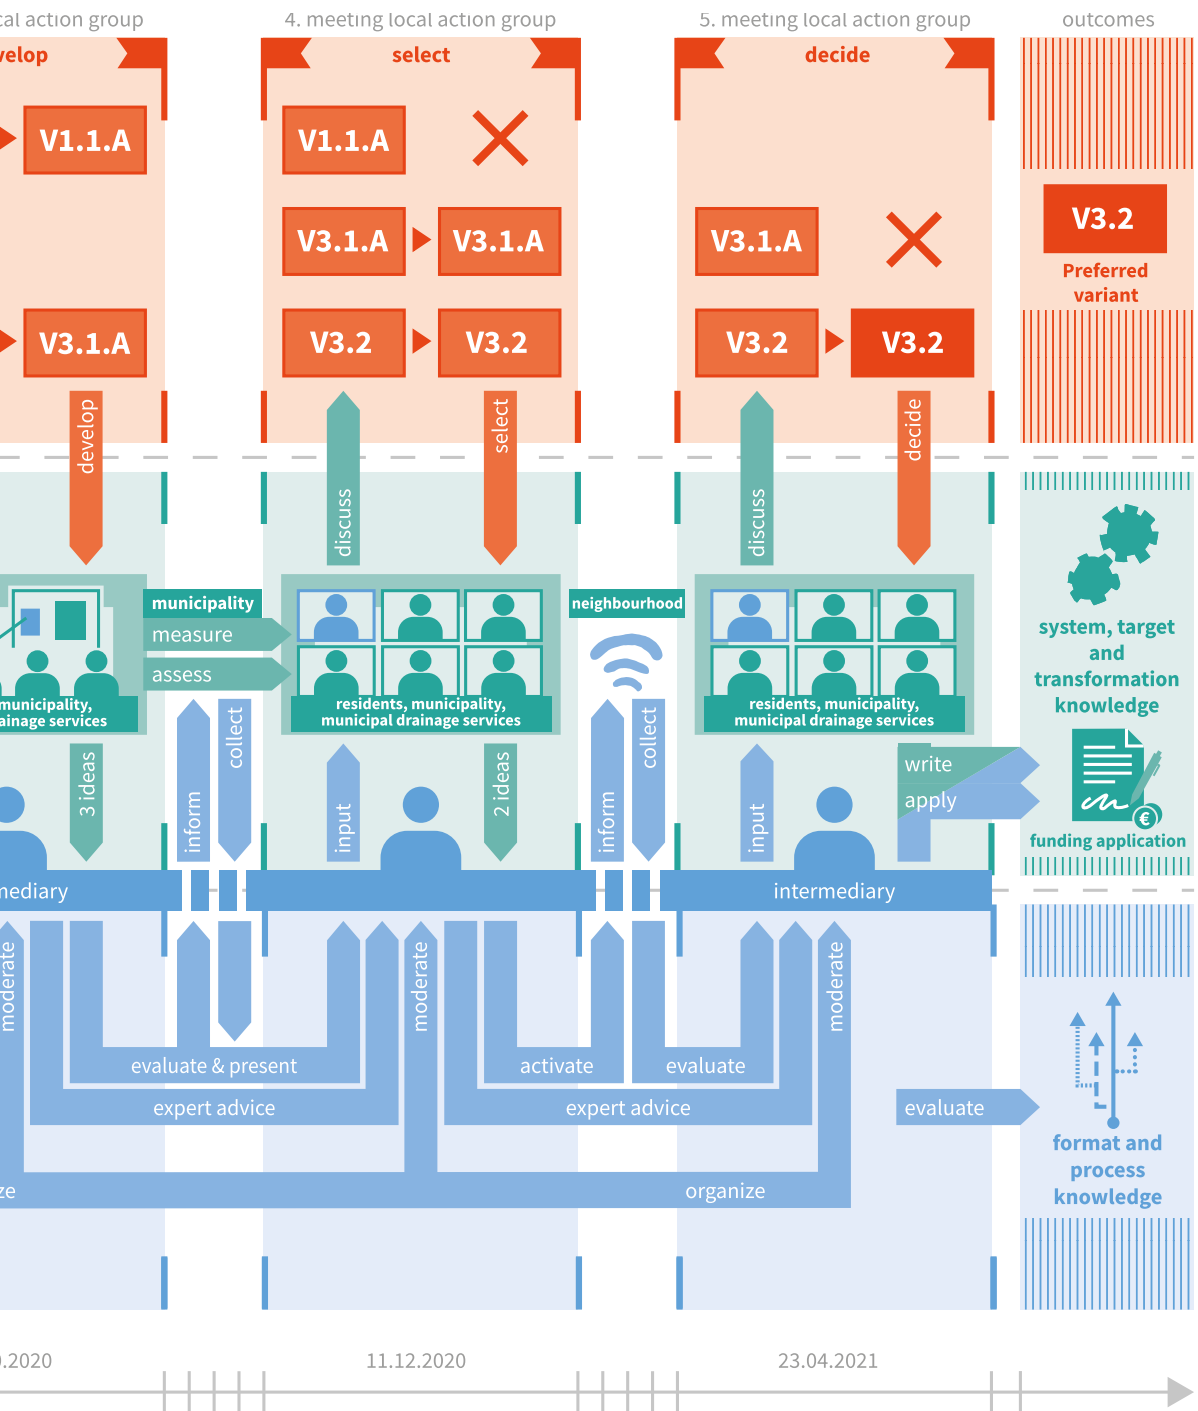 cal action group
4. meeting local action group
5. meeting local action group
outcomes
velop
select
decide
V1.1.A
V1.1.A
V3.1.A
V3.1.A
V3.1.A
V3.2
Preferred
variant
V3.1.A
V3.2
V3.2
V3.2
V3.2
develop
select
decide
discuss
discuss
municipality
measure
assess
neighbourhood
system, target
and
transformation
knowledge
municipality,
ainage services
residents, municipality,
municipal drainage services
residents, municipality,
municipal drainage services
3 ideas
inform
collect
input
2 ideas
inform
collect
input
write
apply
€
funding application
mediary
intermediary
moderate
moderate
moderate
evaluate & present
activate
evaluate
expert advice
expert advice
evaluate
format and
process
knowledge
ze
organize
.2020
11.12.2020
23.04.2021